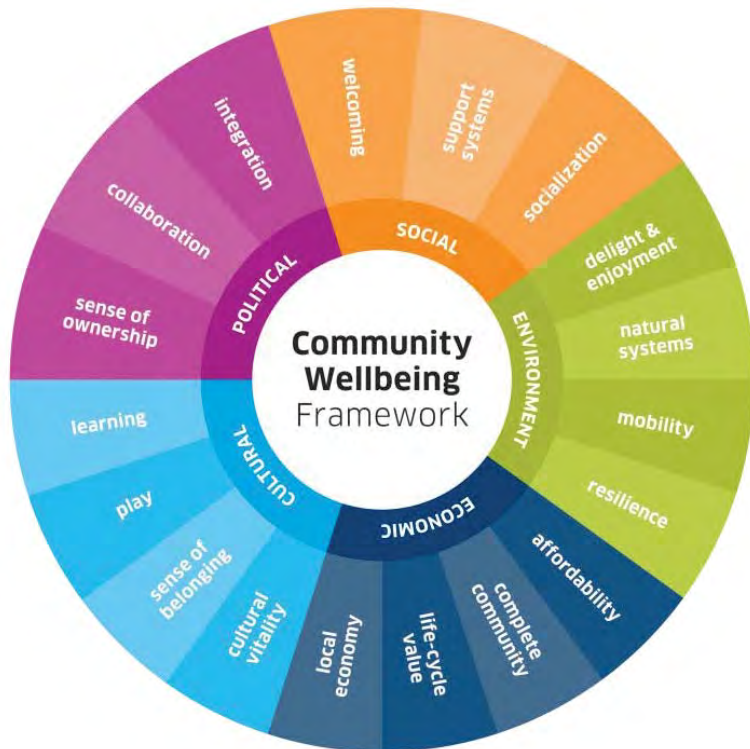 Community
Wellbeing
Framework
SOCIAL
welcoming
support
systems
socialization
ENVIRONMENT
delight &
enjoyment
natural
systems
mobility
resilience
ECONOMIC
affordability
complete
community
life-cycle
value
local
economy
CULTURAL
cultural
vitality
sense of
belonging
play
learning
POLITICAL
sense of
ownership
collaboration
integration